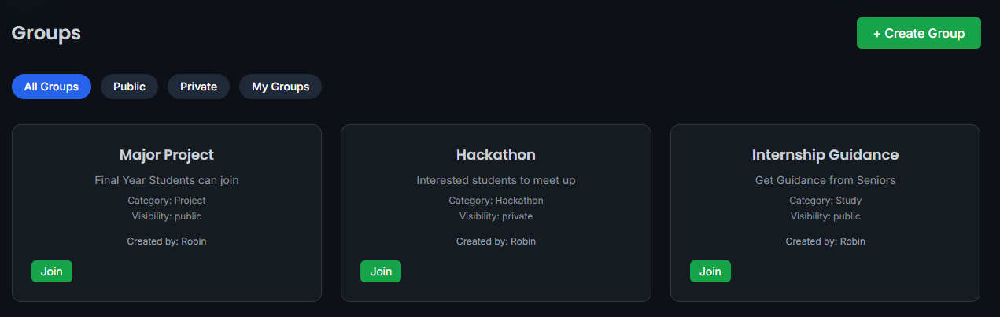 Groups
+ Create Group
All Groups
Public
Private
My Groups
Major Project
Final Year Students can join
Category: Project
Visibility: public
Created by: Robin
Join
Hackathon
Interested students to meet up
Category: Hackathon
Visibility: private
Created by: Robin
Join
Internship Guidance
Get Guidance from Seniors
Category: Study
Visibility: public
Created by: Robin
Join